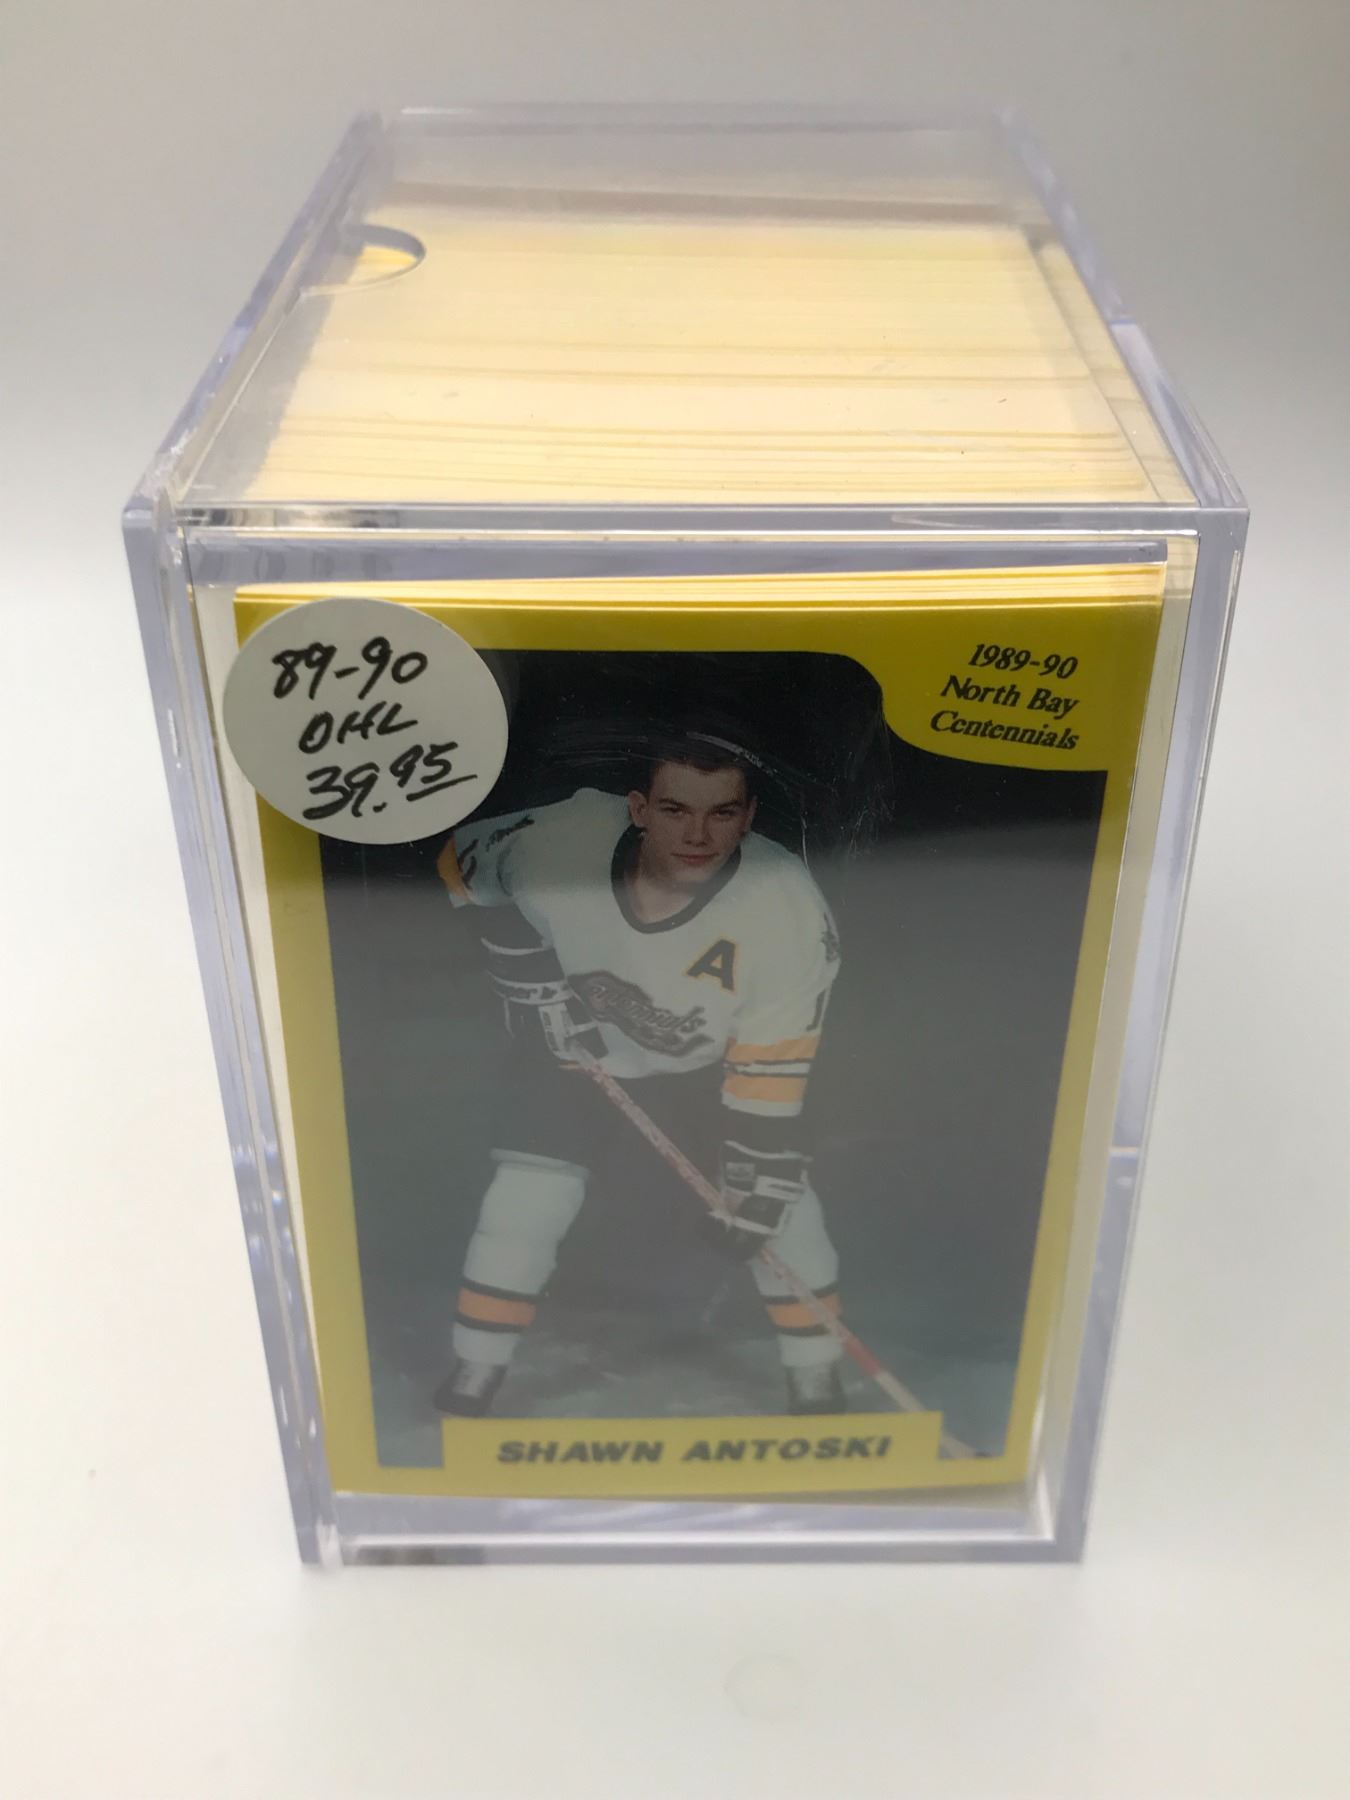 89-90
OHL
39.95
1989-90
North Bay
Centennials
A
SHAWN ANTOSKI